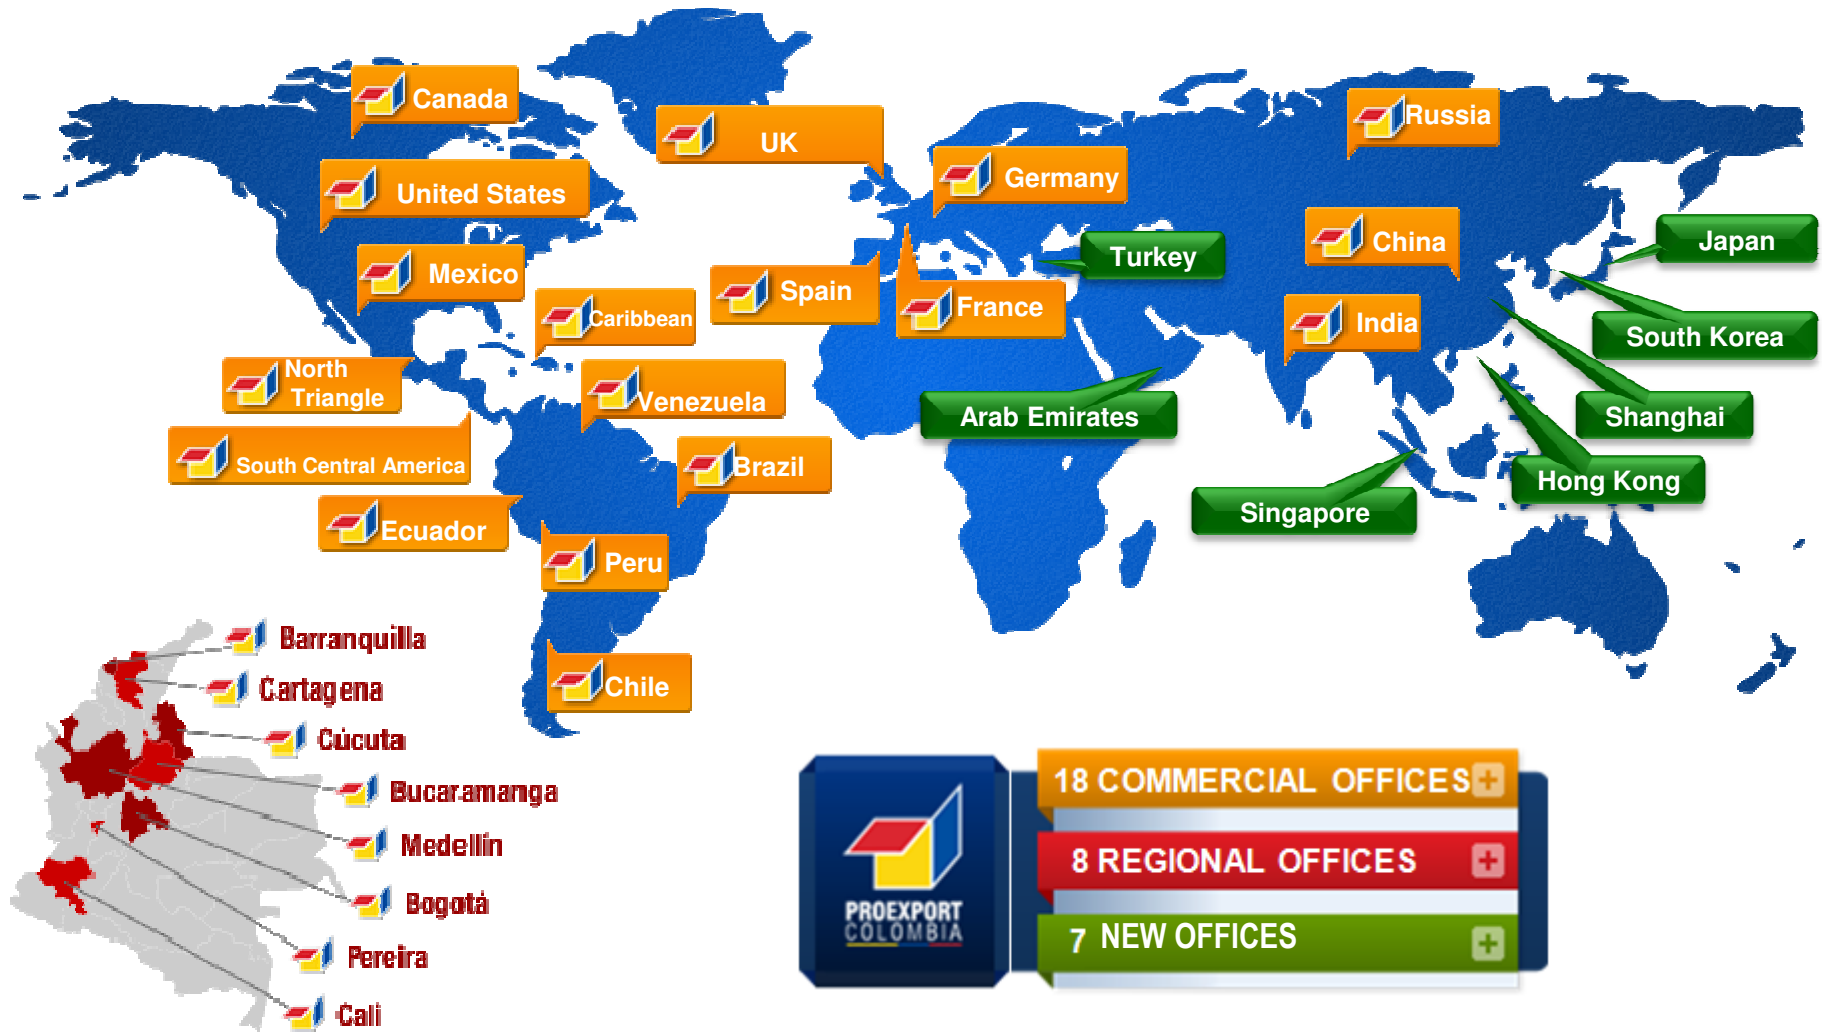 Canada
Russia
UK
Germany
United States
China
Japan
Turkey
Mexico
Spain
France
Caribbean
India
South Korea
North
Triangle
Venezuela
Arab Emirates
Shanghai
South Central America
Brazil
Hong Kong
Singapore
Ecuador
Peru
Chile
Barranquilla
Cartagena
Cúcuta
Bucaramanga
Medellín
Bogotá
Pereira
Cali
PROEXPORT
COLOMBIA
18 COMMERCIAL OFFICES
8 REGIONAL OFFICES
7 NEW OFFICES